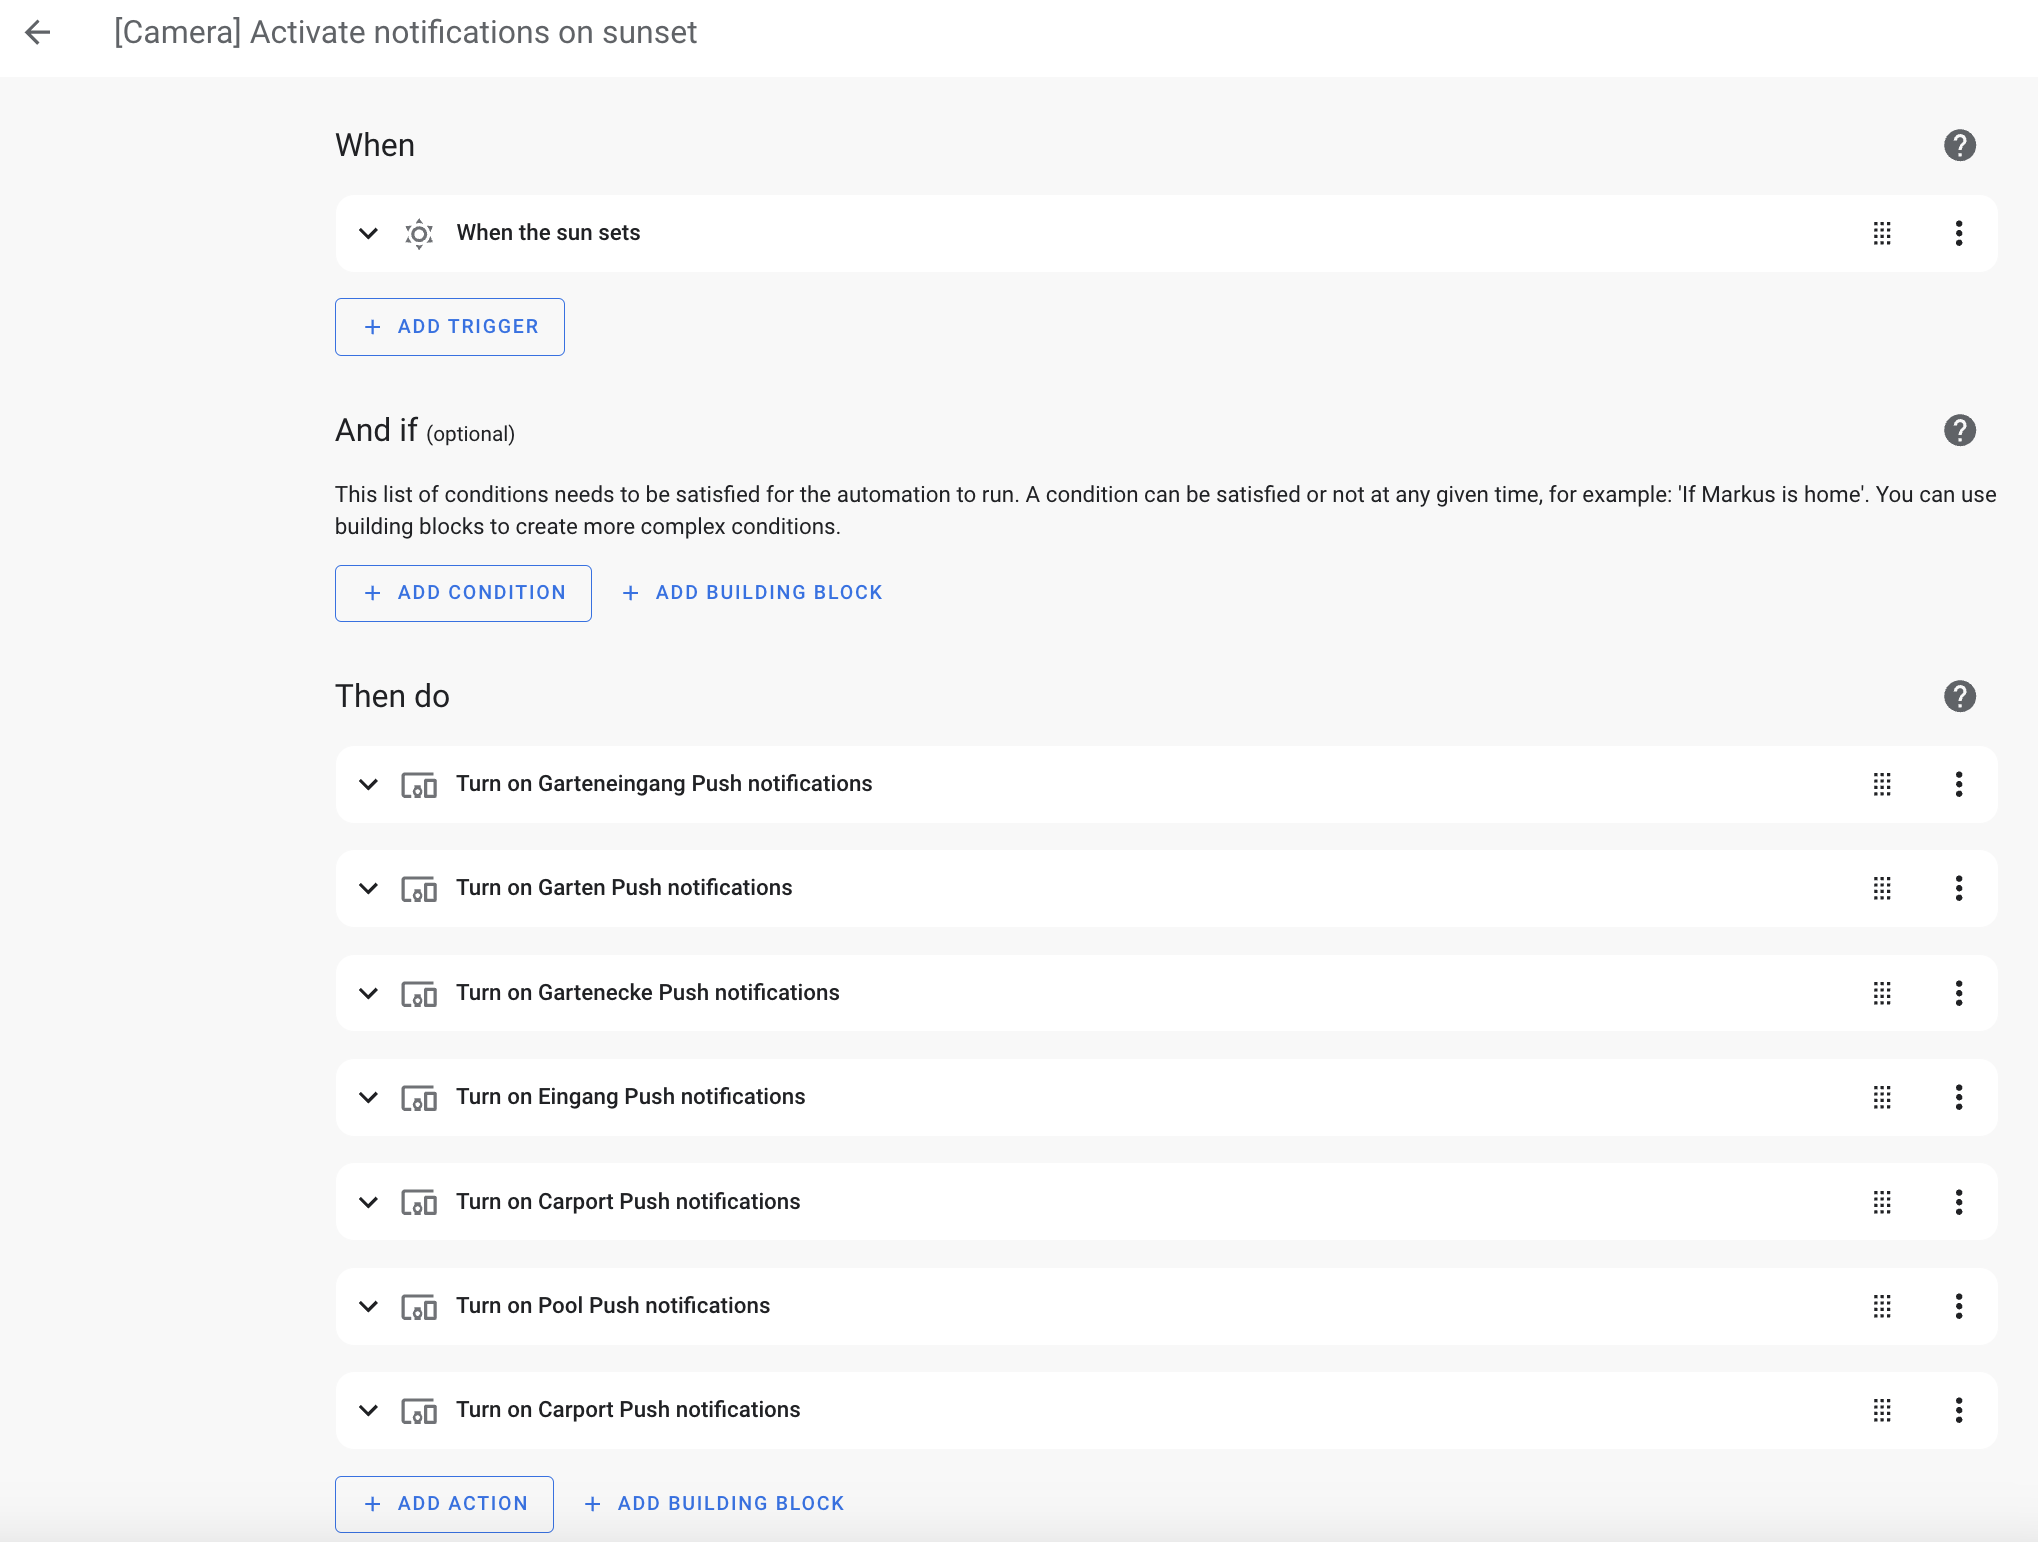 [Camera] Activate notifications on sunset
When
When the sun sets
+ ADD TRIGGER
And if (optional)
This list of conditions needs to be satisfied for the automation to run. A condition can be satisfied or not at any given time, for example: 'If Markus is home'. You can use
building blocks to create more complex conditions.
+ ADD CONDITION + ADD BUILDING BLOCK
Then do
Turn on Garteneingang Push notifications
Turn on Garten Push notifications
Turn on Gartenecke Push notifications
Turn on Eingang Push notifications
Turn on Carport Push notifications
Turn on Pool Push notifications
Turn on Carport Push notifications
+ ADD ACTION + ADD BUILDING BLOCK